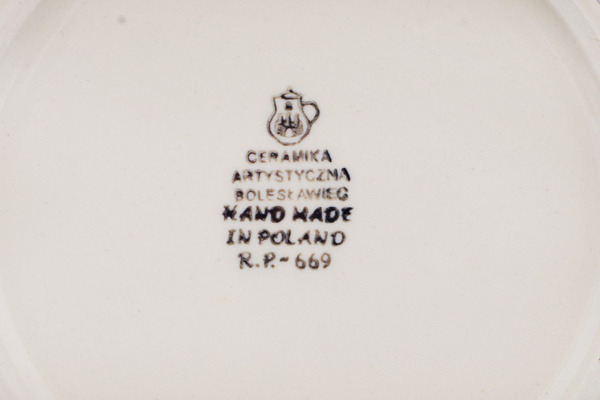 CERAMIKA
ARTYSTYCZNA
BOLESŁAWIEC
HAND MADE
IN POLAND
R.P.-669